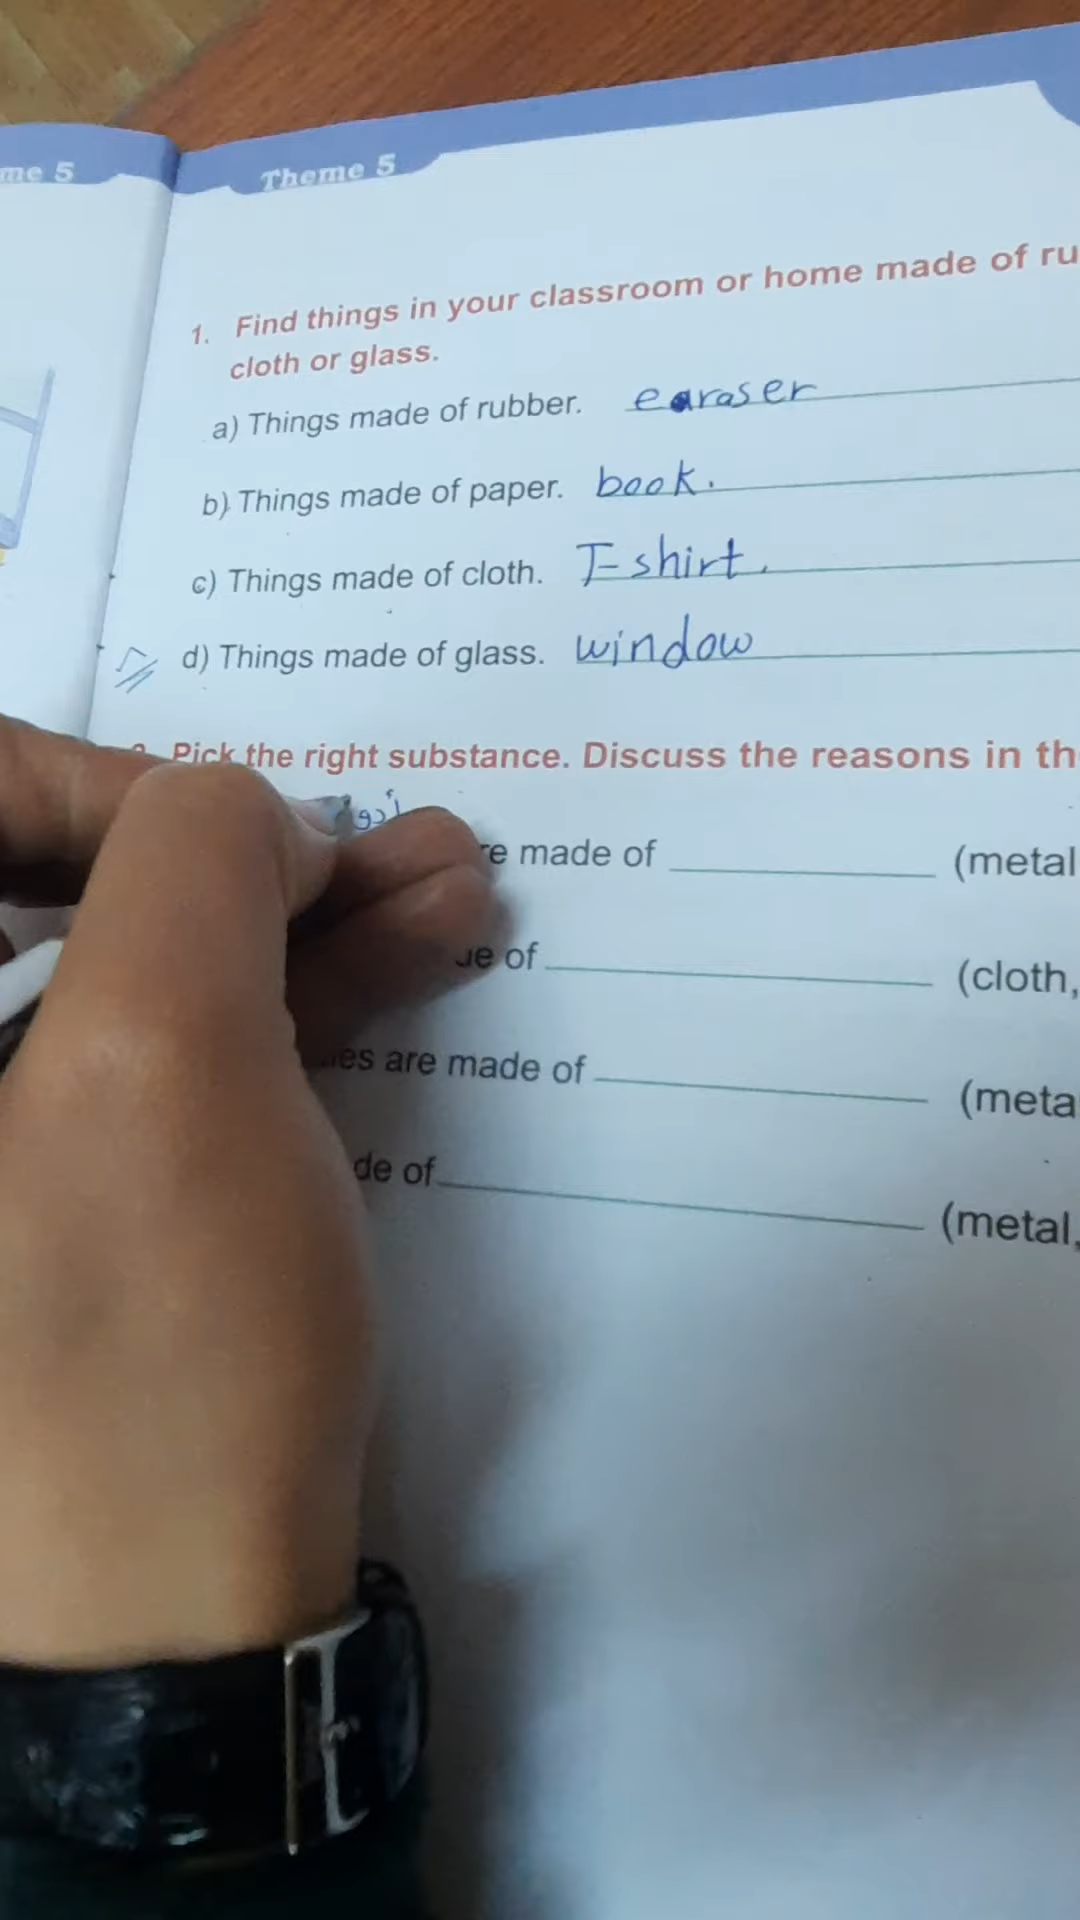 me 5
Theme 5
1. Find things in your classroom or home made of ru
cloth or glass.
a) Things made of rubber. earaser
b) Things made of paper. book.
c) Things made of cloth. T-shirt.
d) Things made of glass. window
Pick the right substance. Discuss the reasons in th
re made of (metal
de of (cloth,
es are made of (meta
de of (metal,